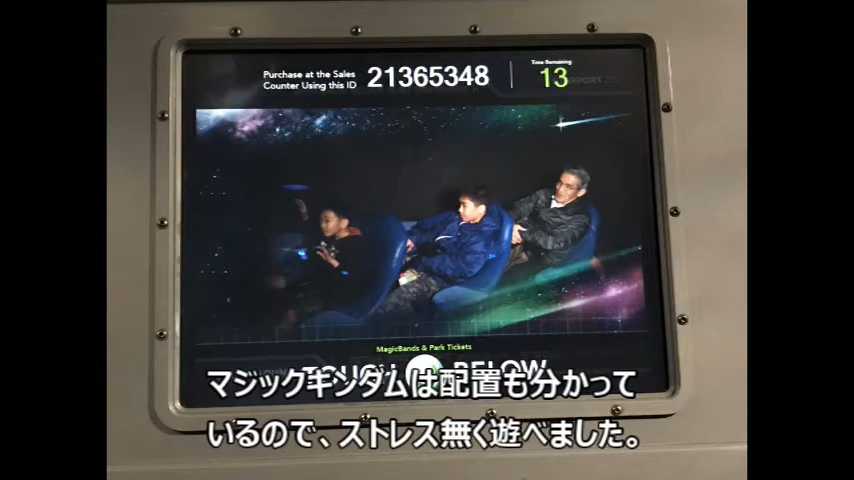 Purchase at the Sales
Counter Using this ID
21365348
Time Remaining
13
MagicBands & Park Tickets
TOUCH BELOW
マジックキンダムは配置も分かって
いるので、ストレス無く遊べました。